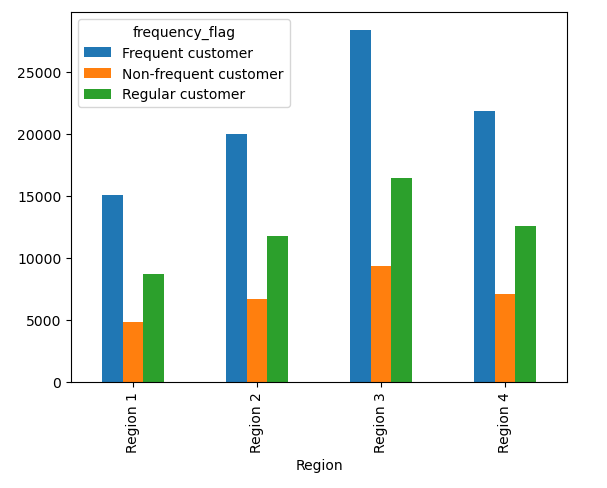 frequency_flag
Frequent customer
Non-frequent customer
Regular customer
25000
20000
15000
10000
5000
0
Region 1
Region 2
Region 3
Region 4
Region